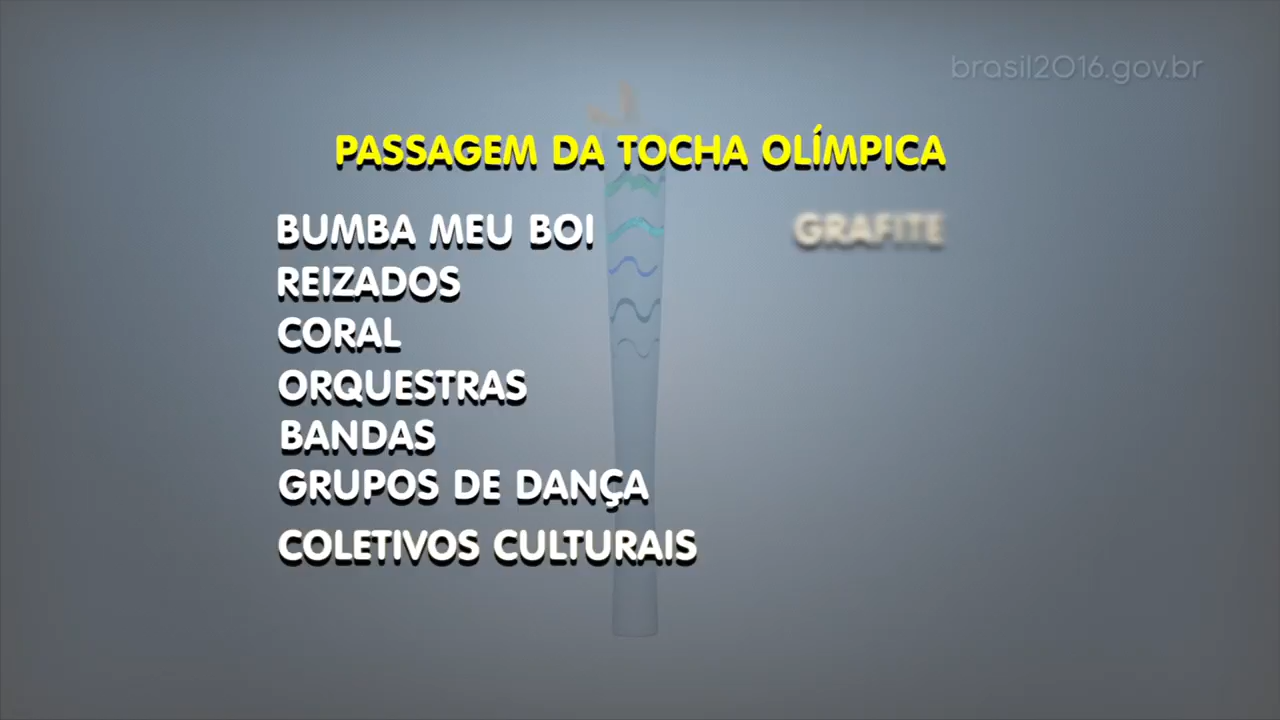 brasil2016.gov.br
PASSAGEM DA TOCHA OLÍMPICA
BUMBA MEU BOI
REIZADOS
CORAL
ORQUESTRAS
BANDAS
GRUPOS DE DANÇA
COLETIVOS CULTURAIS
GRAFITE